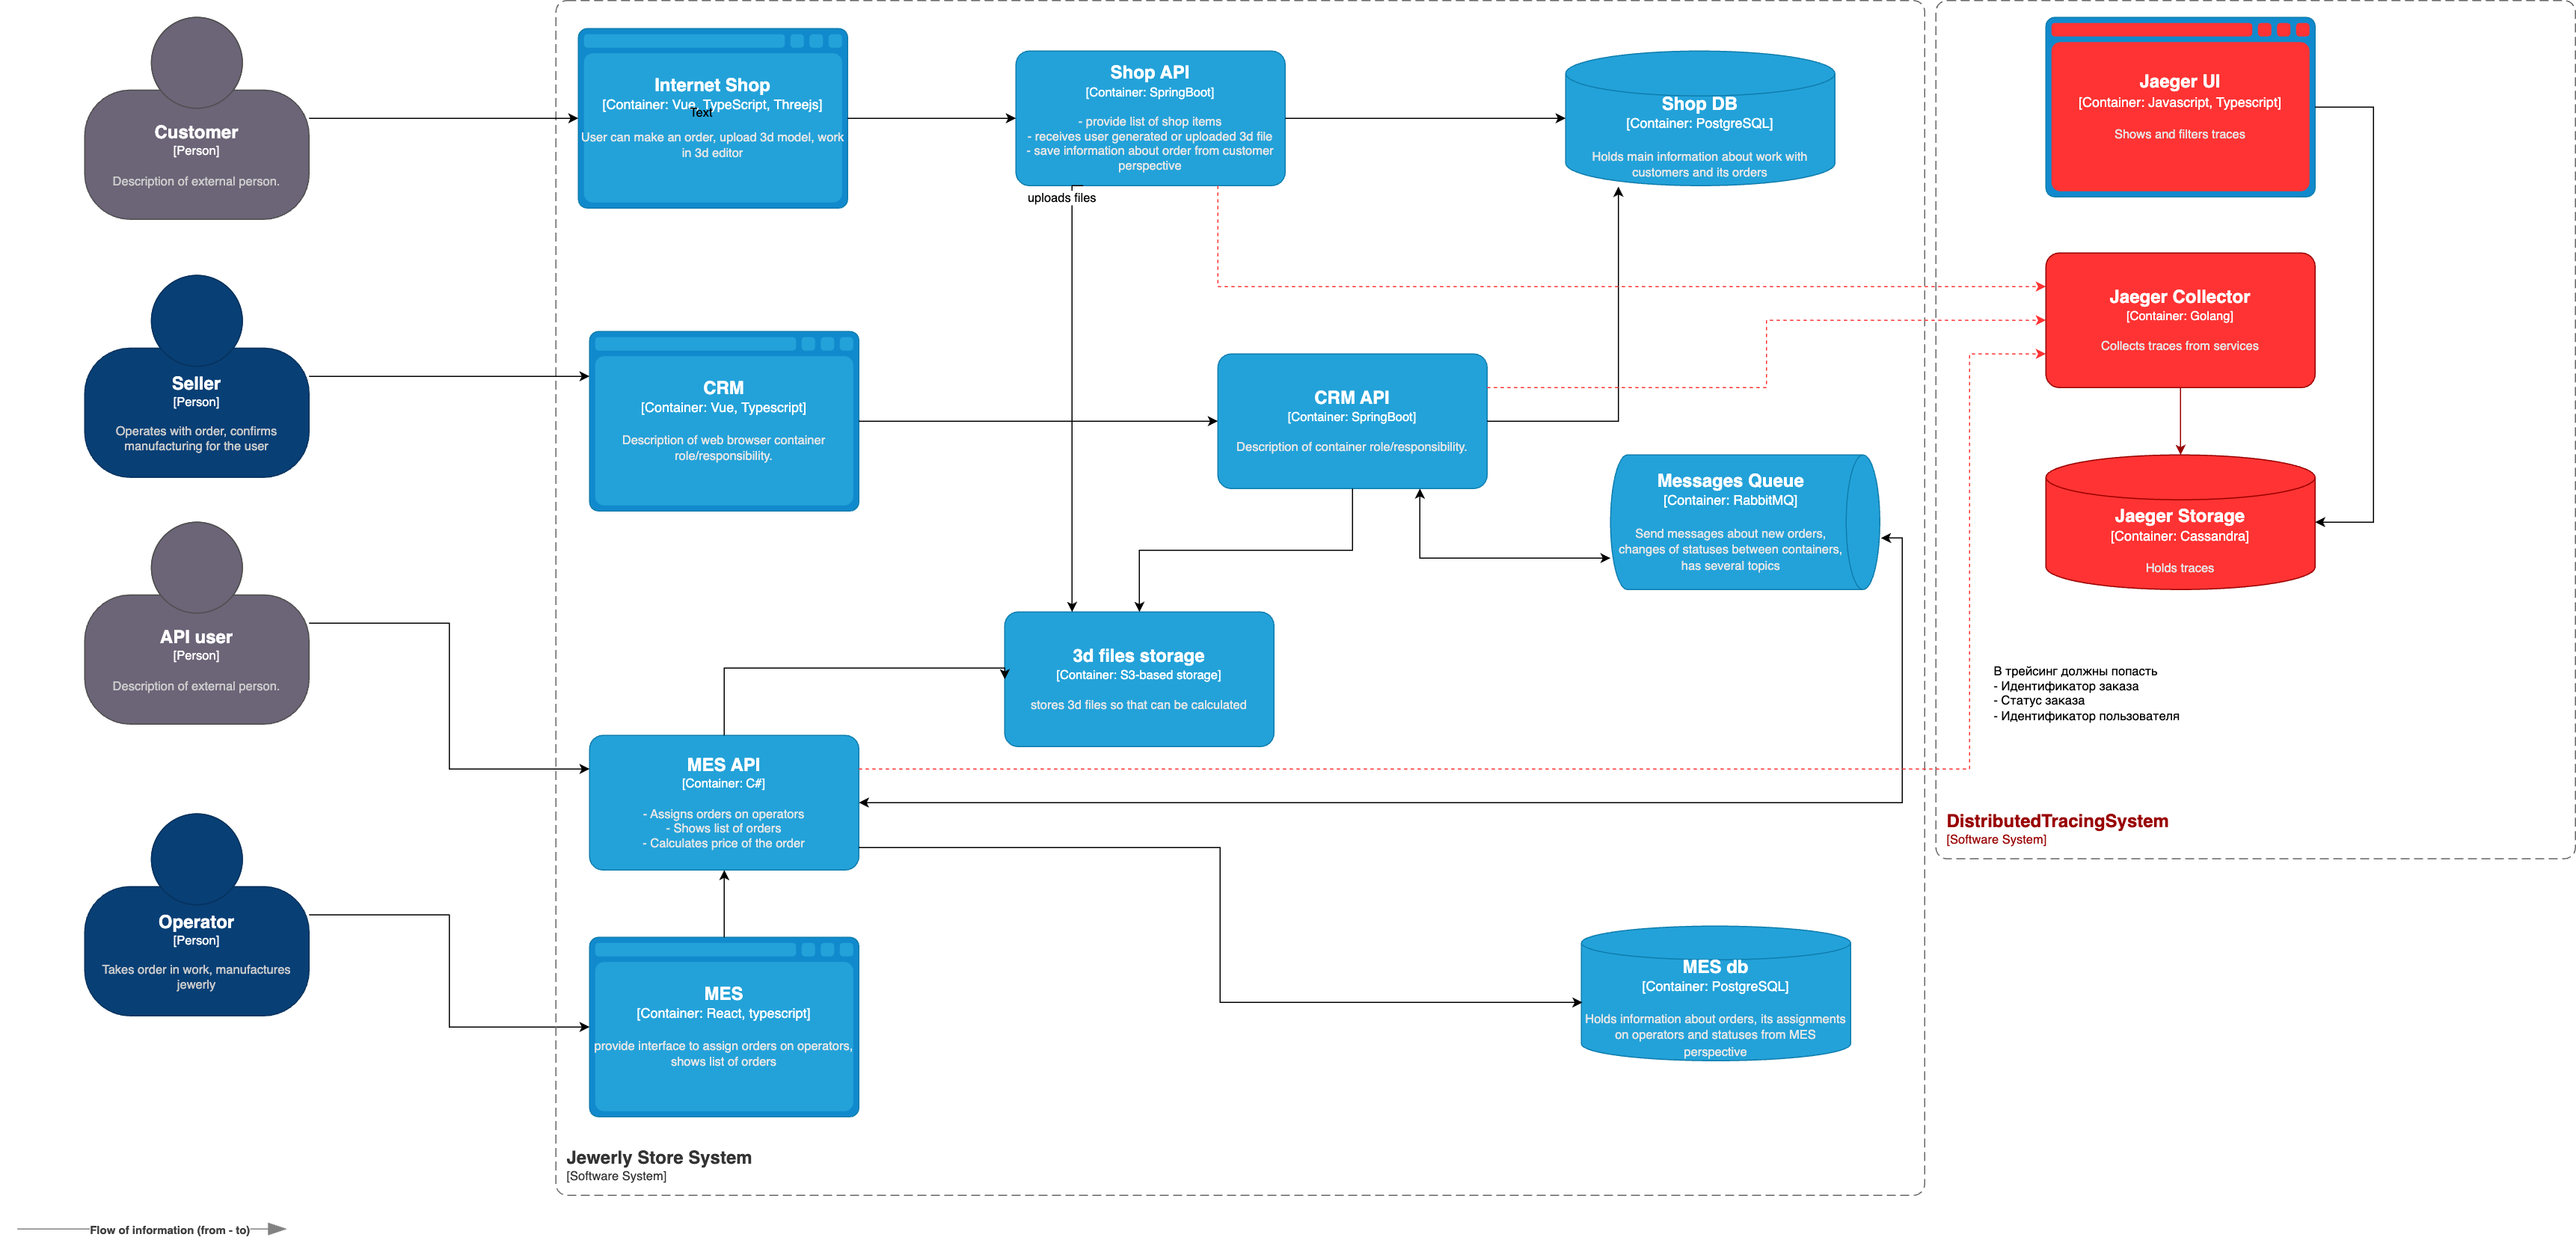 Customer
[Person]
Description of external person.
Internet Shop
[Container: Vue, TypeScript, Threejs]
Text
User can make an order, upload 3d model, work
in 3d editor
Shop API
[Container: SpringBoot]
- provide list of shop items
- receives user generated or uploaded 3d file
- save information about order from customer
perspective
uploads files
Shop DB
[Container: PostgreSQL]
Holds main information about work with
customers and its orders
Jaeger UI
[Container: Javascript, Typescript]
Shows and filters traces
Seller
[Person]
Operates with order, confirms
manufacturing for the user
CRM
[Container: Vue, Typescript]
Description of web browser container
role/responsibility.
CRM API
[Container: SpringBoot]
Description of container role/responsibility.
Jaeger Collector
[Container: Golang]
Collects traces from services
Messages Queue
[Container: RabbitMQ]
Send messages about new orders,
changes of statuses between containers,
has several topics
Jaeger Storage
[Container: Cassandra]
Holds traces
API user
[Person]
Description of external person.
3d files storage
[Container: S3-based storage]
stores 3d files so that can be calculated
В трейсинг должны попасть
- Идентификатор заказа
- Статус заказа
- Идентификатор пользователя
MES API
[Container: C#]
- Assigns orders on operators
- Shows list of orders
- Calculates price of the order
DistributedTracingSystem
[Software System]
Operator
[Person]
Takes order in work, manufactures
jewerly
MES
[Container: React, typescript]
provide interface to assign orders on operators,
shows list of orders
MES db
[Container: PostgreSQL]
Holds information about orders, its assignments
on operators and statuses from MES
perspective
Jewerly Store System
[Software System]
Flow of information (from - to)